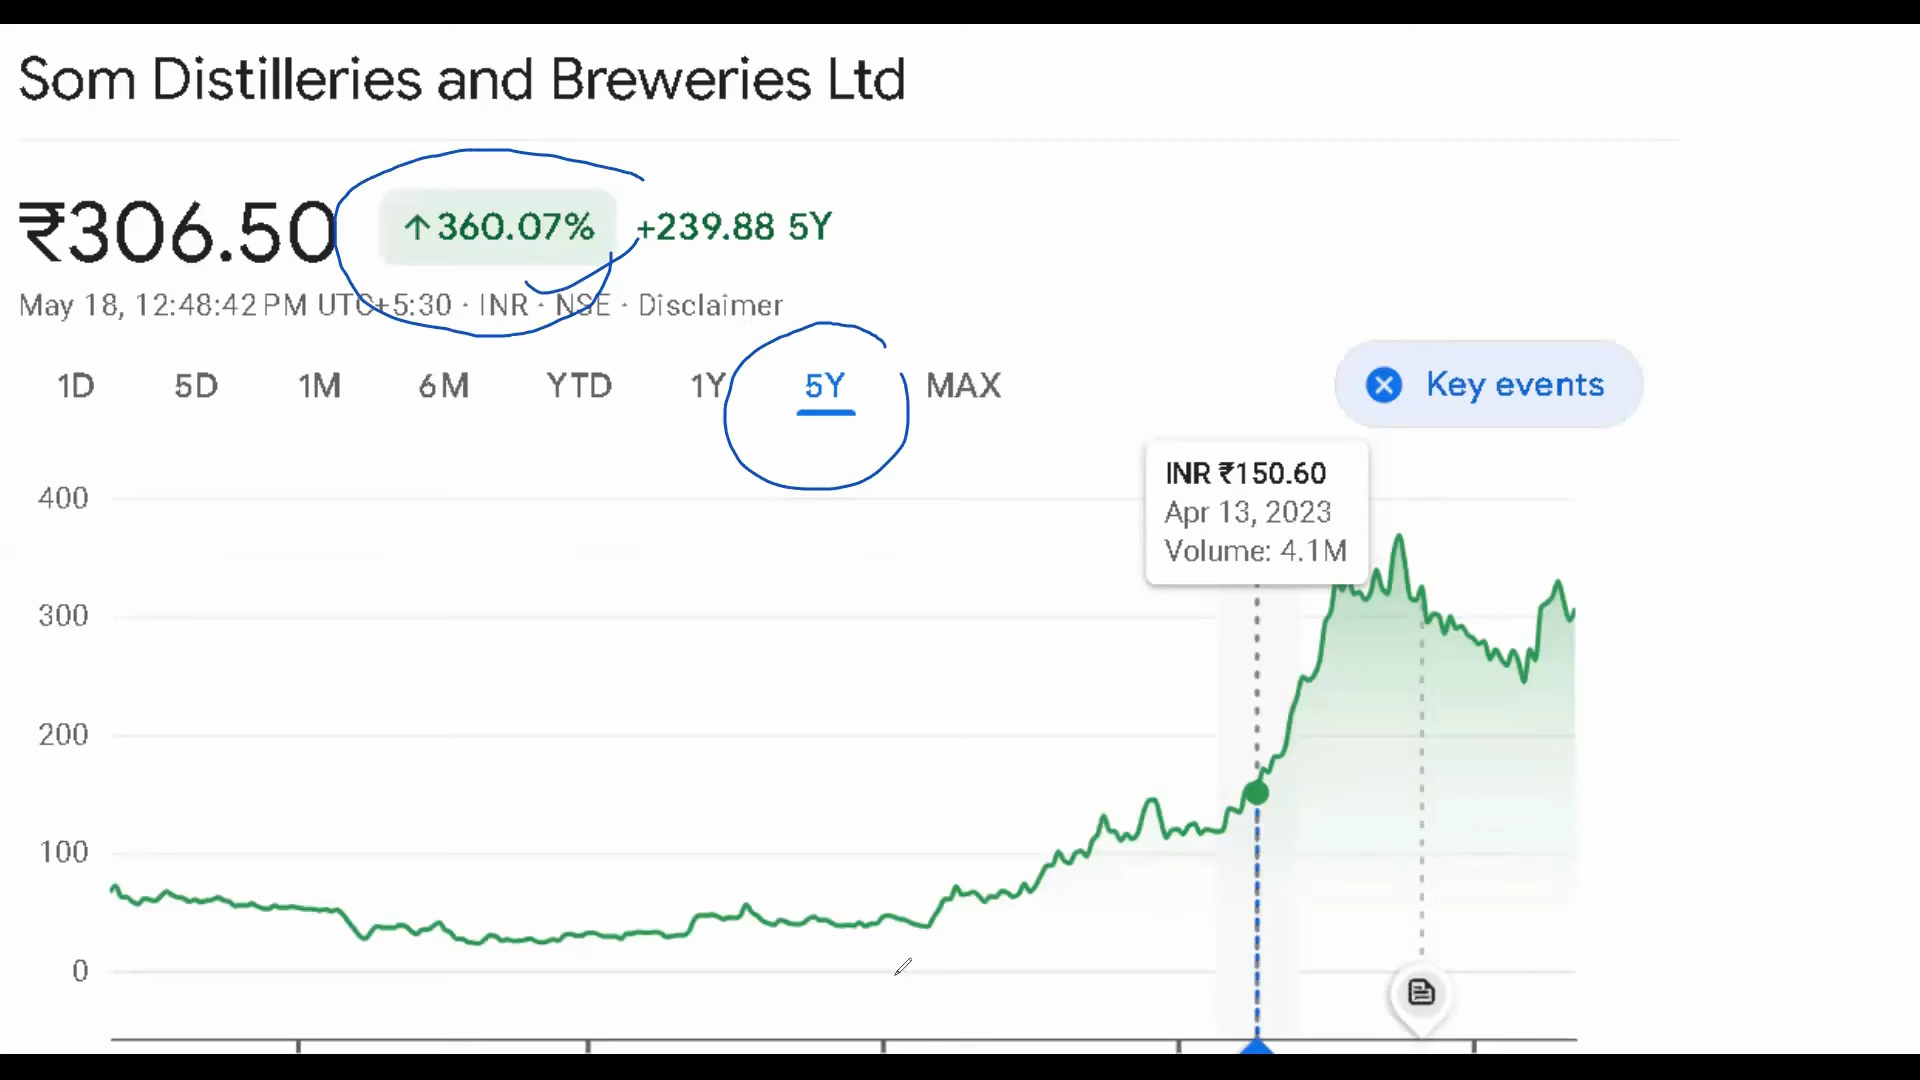 Som Distilleries and Breweries Ltd
₹306.50 ↑360.07% +239.88 5Y
May 18, 12:48:42 PM UTC+5:30 · INR · NSE · Disclaimer
1D 5D 1M 6M YTD 1Y 5Y MAX
Key events
INR ₹150.60
Apr 13, 2023
Volume: 4.1M
400
300
200
100
0